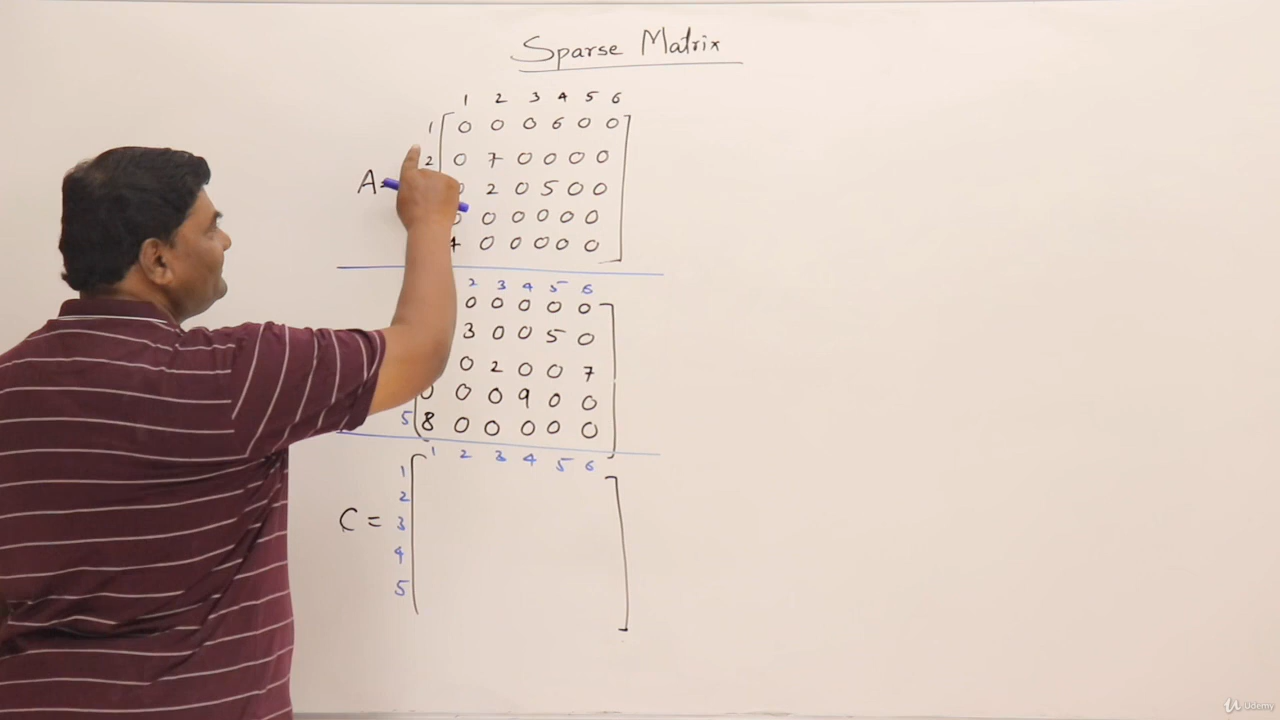 Sparse Matrix
1 2 3 4 5 6
1 0 0 0 6 0 0
2 0 7 0 0 0 0
A= 0 2 0 5 0 0
0 0 0 0 0 0
4 0 0 0 0 0
2 3 4 5 6
0 0 0 0 0
3 0 0 5 0
0 2 0 0 7
0 0 0 9 0 0
5 8 0 0 0 0 0
1 2 3 4 5 6
1
2
C = 3
4
5
Udemy